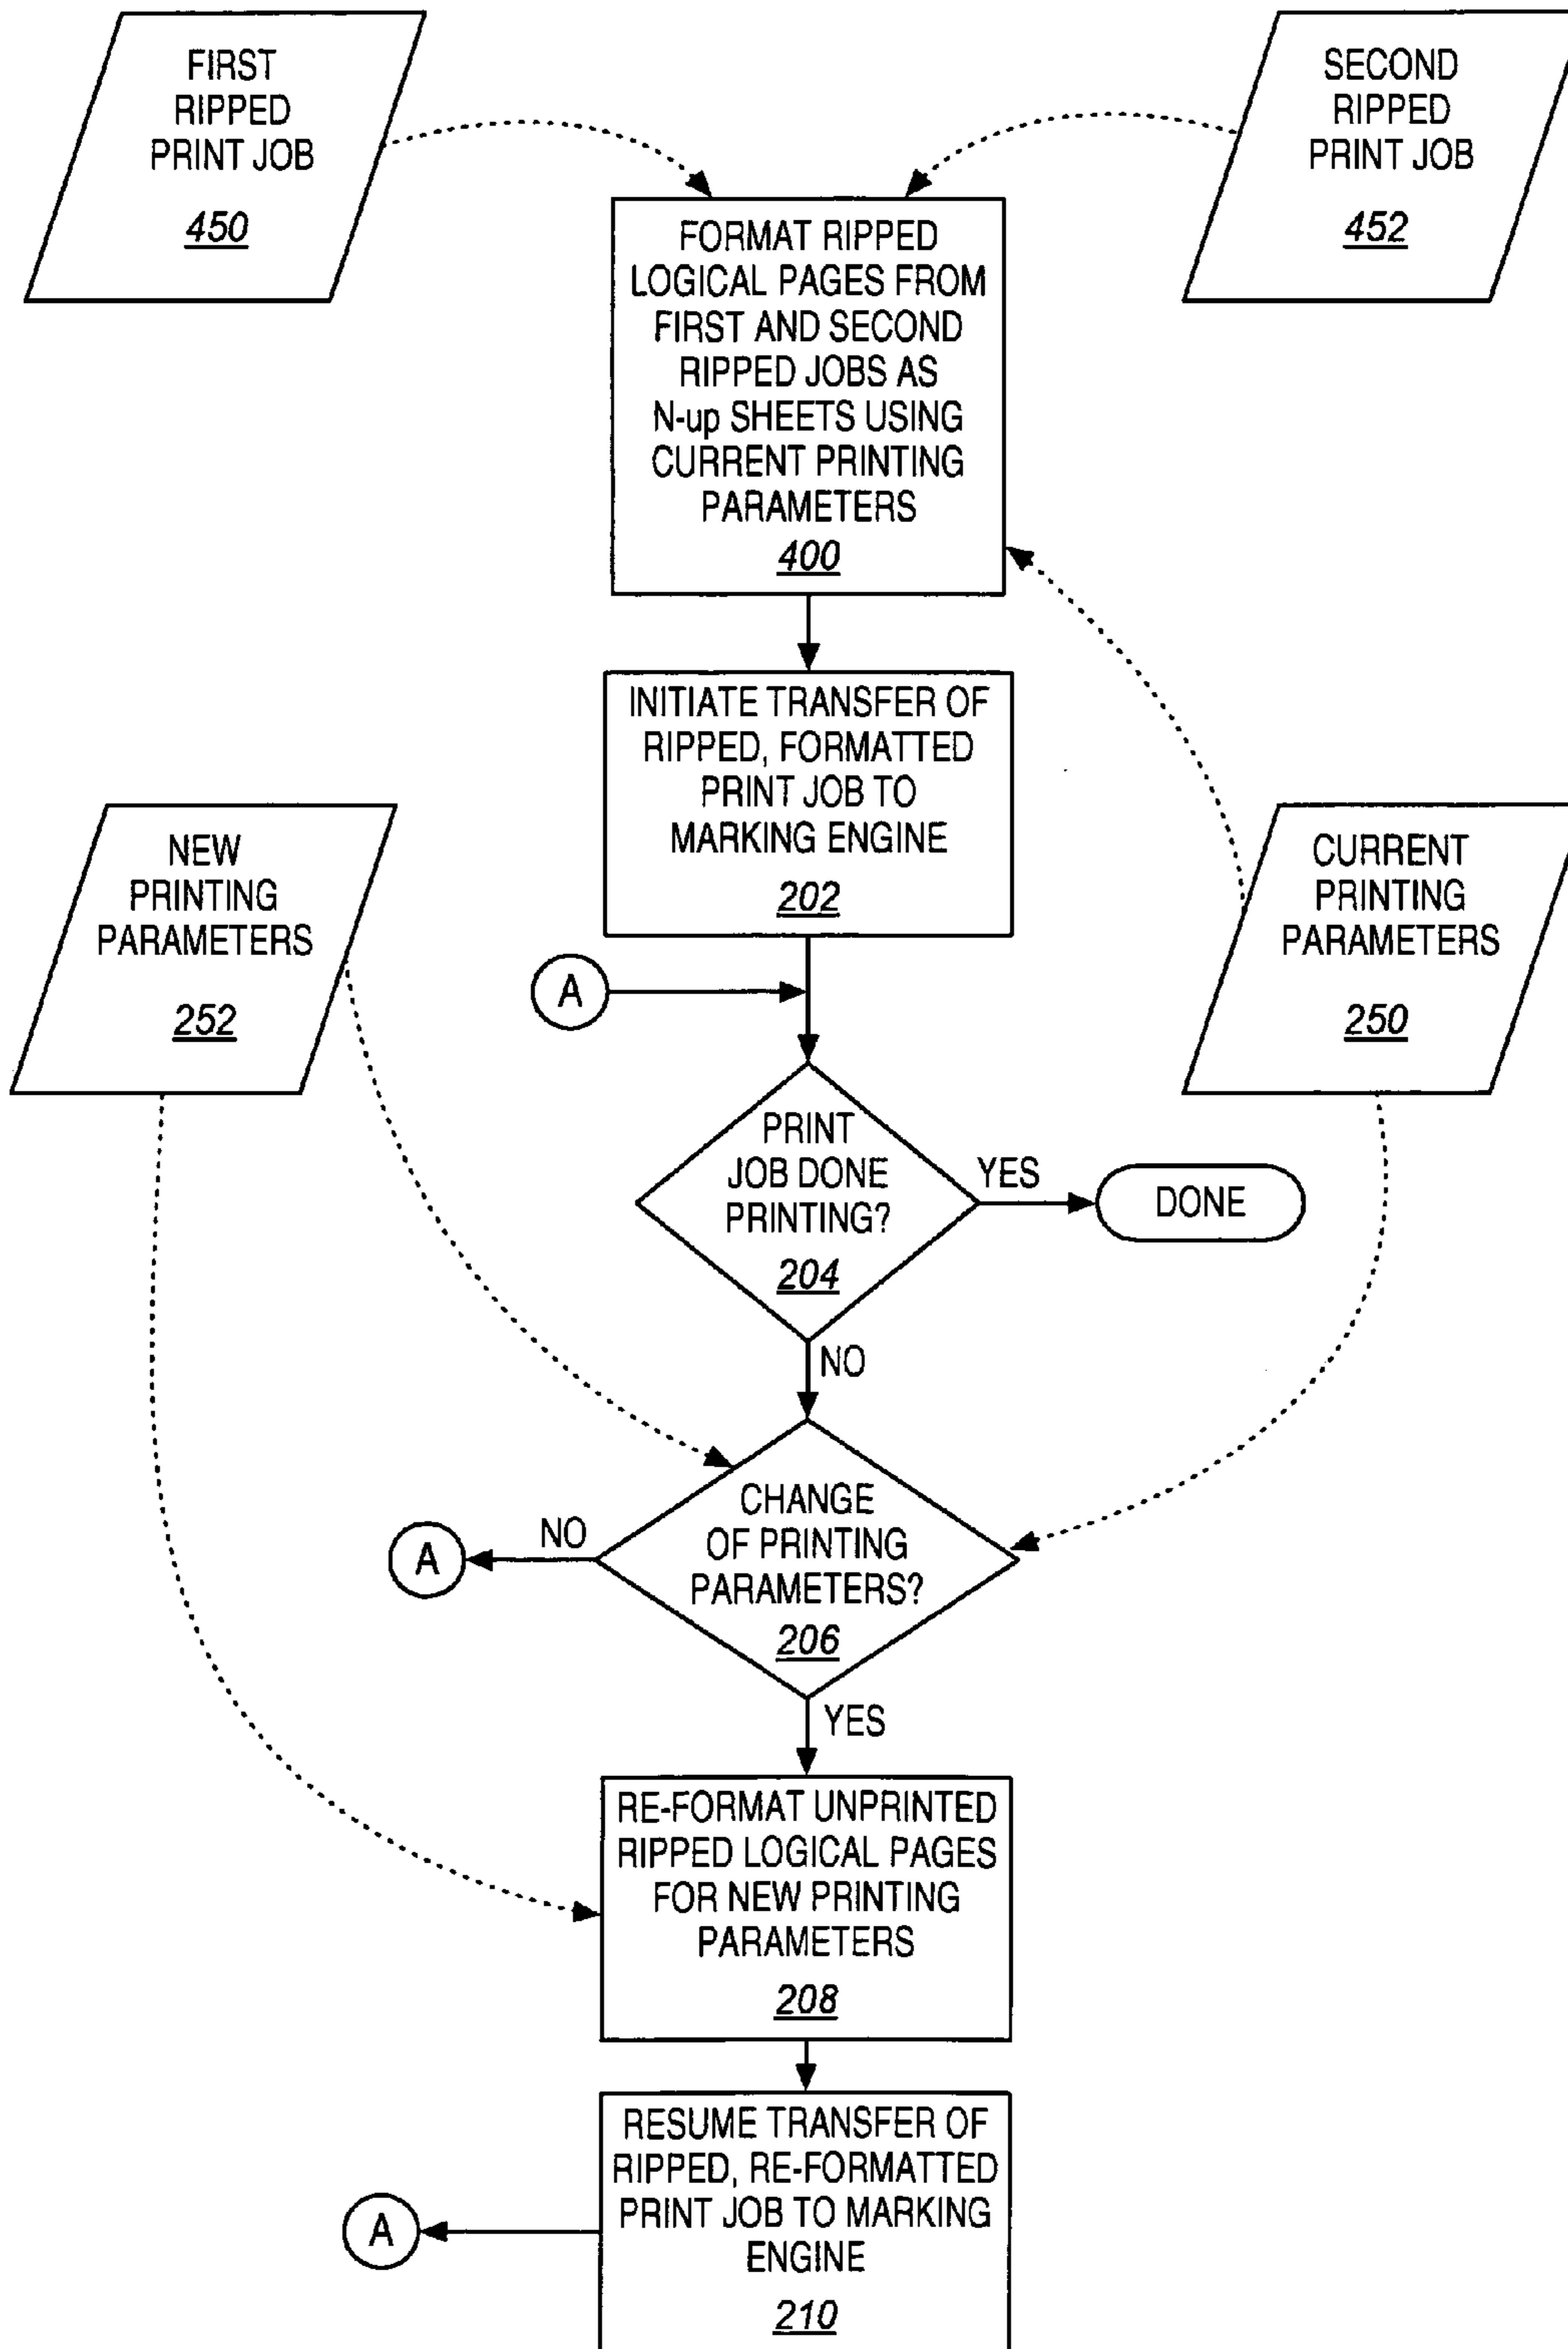 FIRST
RIPPED
PRINT JOB
450
SECOND
RIPPED
PRINT JOB
452
FORMAT RIPPED
LOGICAL PAGES FROM
FIRST AND SECOND
RIPPED JOBS AS
N-up SHEETS USING
CURRENT PRINTING
PARAMETERS
400
INITIATE TRANSFER OF
RIPPED, FORMATTED
PRINT JOB TO
MARKING ENGINE
202
NEW
PRINTING
PARAMETERS
252
CURRENT
PRINTING
PARAMETERS
250
A
PRINT
JOB DONE
PRINTING?
204
YES
DONE
NO
CHANGE
OF PRINTING
PARAMETERS?
206
NO
A
YES
RE-FORMAT UNPRINTED
RIPPED LOGICAL PAGES
FOR NEW PRINTING
PARAMETERS
208
RESUME TRANSFER OF
RIPPED, RE-FORMATTED
PRINT JOB TO MARKING
ENGINE
210
A